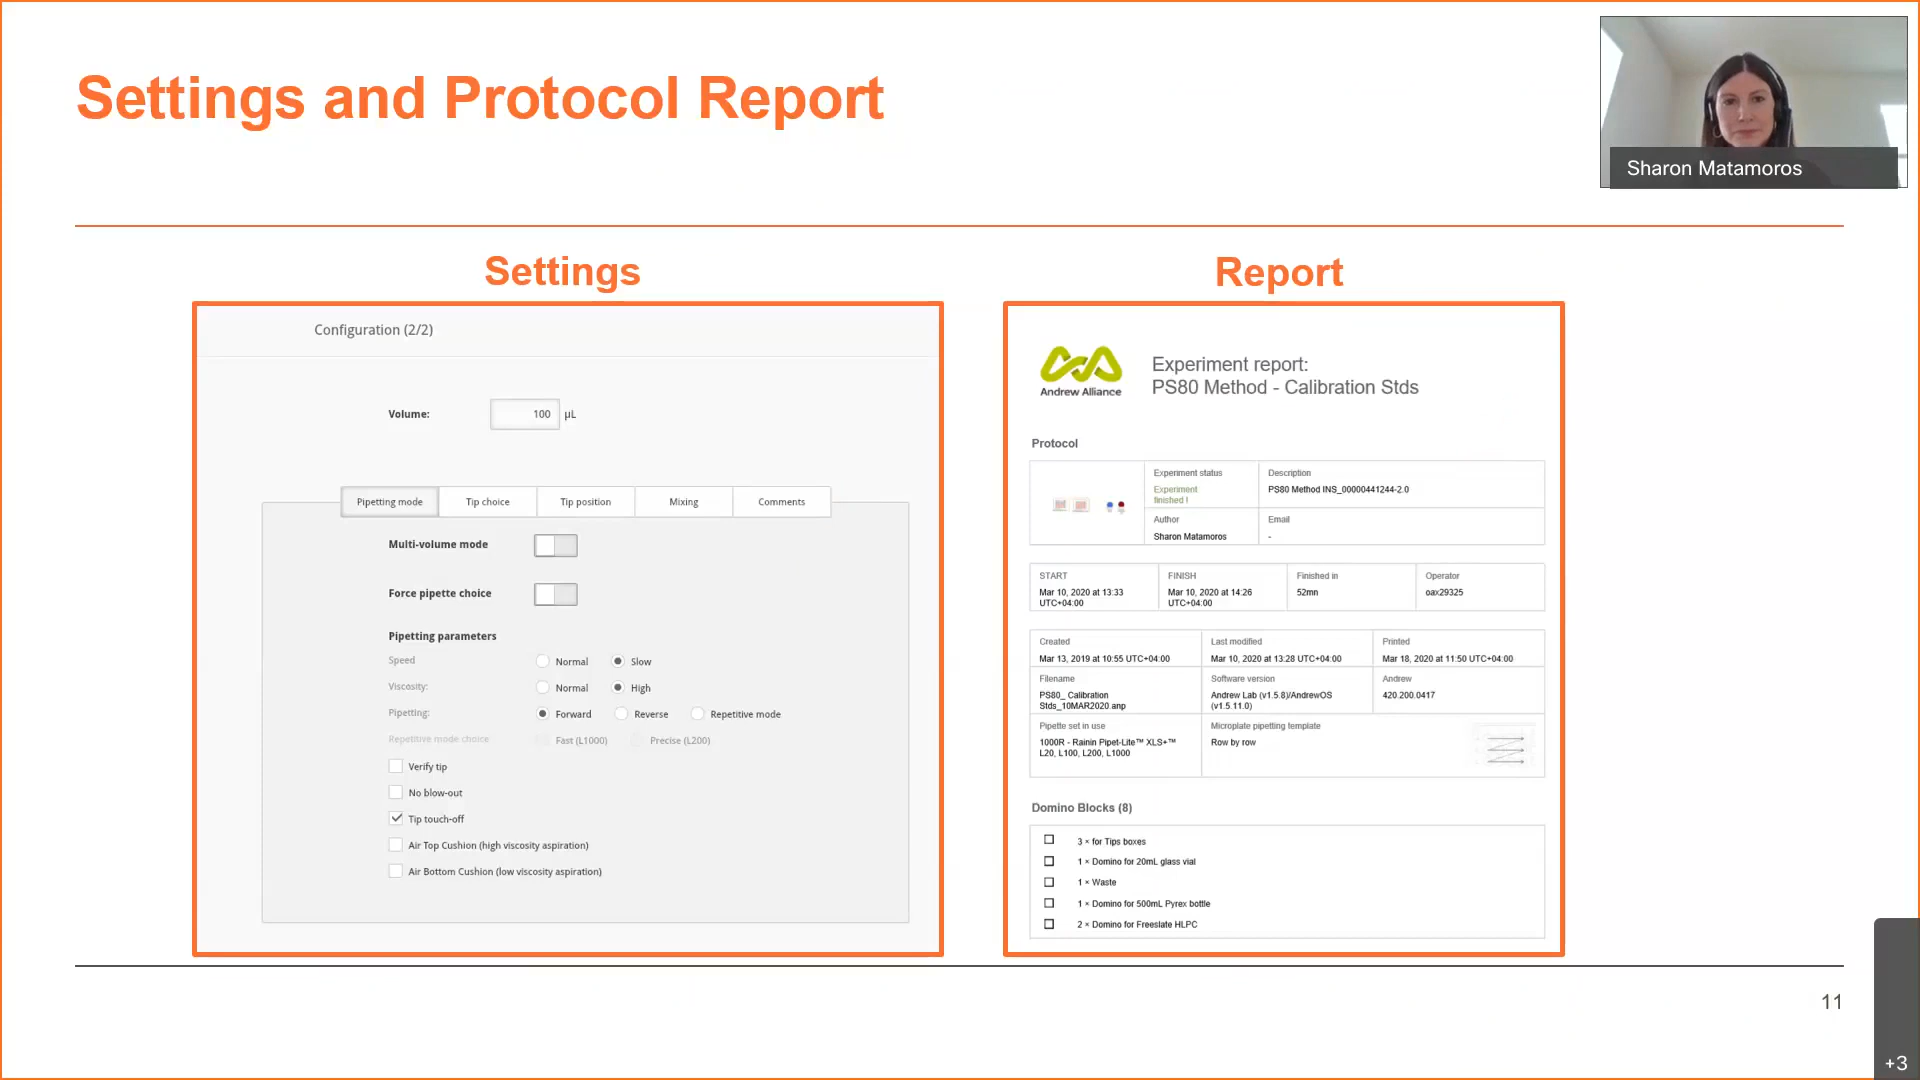 Settings and Protocol Report
Sharon Matamoros
Settings
Configuration (2/2)
Volume: 100 µL
Pipetting mode Tip choice Tip position Mixing Comments
Multi-volume mode
Force pipette choice
Pipetting parameters
Speed Normal Slow
Viscosity: Normal High
Pipetting: Forward Reverse Repetitive mode
Repetitive mode choice Fast (L1000) Precise (L200)
Verify tip
No blow-out
Tip touch-off
Air Top Cushion (high viscosity aspiration)
Air Bottom Cushion (low viscosity aspiration)
Report
Andrew Alliance
Experiment report:
PS80 Method - Calibration Stds
Protocol
Experiment status
Experiment
finished !
Description
PS80 Method INS_00000441244-2.0
Author
Sharon Matamoros
Email
-
START
Mar 10, 2020 at 13:33
UTC+04:00
FINISH
Mar 10, 2020 at 14:26
UTC+04:00
Finished in
52mn
Operator
oax29325
Created
Mar 13, 2019 at 10:55 UTC+04:00
Last modified
Mar 10, 2020 at 13:28 UTC+04:00
Printed
Mar 18, 2020 at 11:50 UTC+04:00
Filename
PS80_ Calibration
Stds_10MAR2020.anp
Software version
Andrew Lab (v1.5.8)/AndrewOS
(v1.5.11.0)
Andrew
420.200.0417
Pipette set in use
1000R - Rainin Pipet-Lite™ XLS+™
L20, L100, L200, L1000
Microplate pipetting template
Row by row
Domino Blocks (8)
3 × for Tips boxes
1 × Domino for 20mL glass vial
1 × Waste
1 × Domino for 500mL Pyrex bottle
2 × Domino for Freeslate HLPC
11
+3